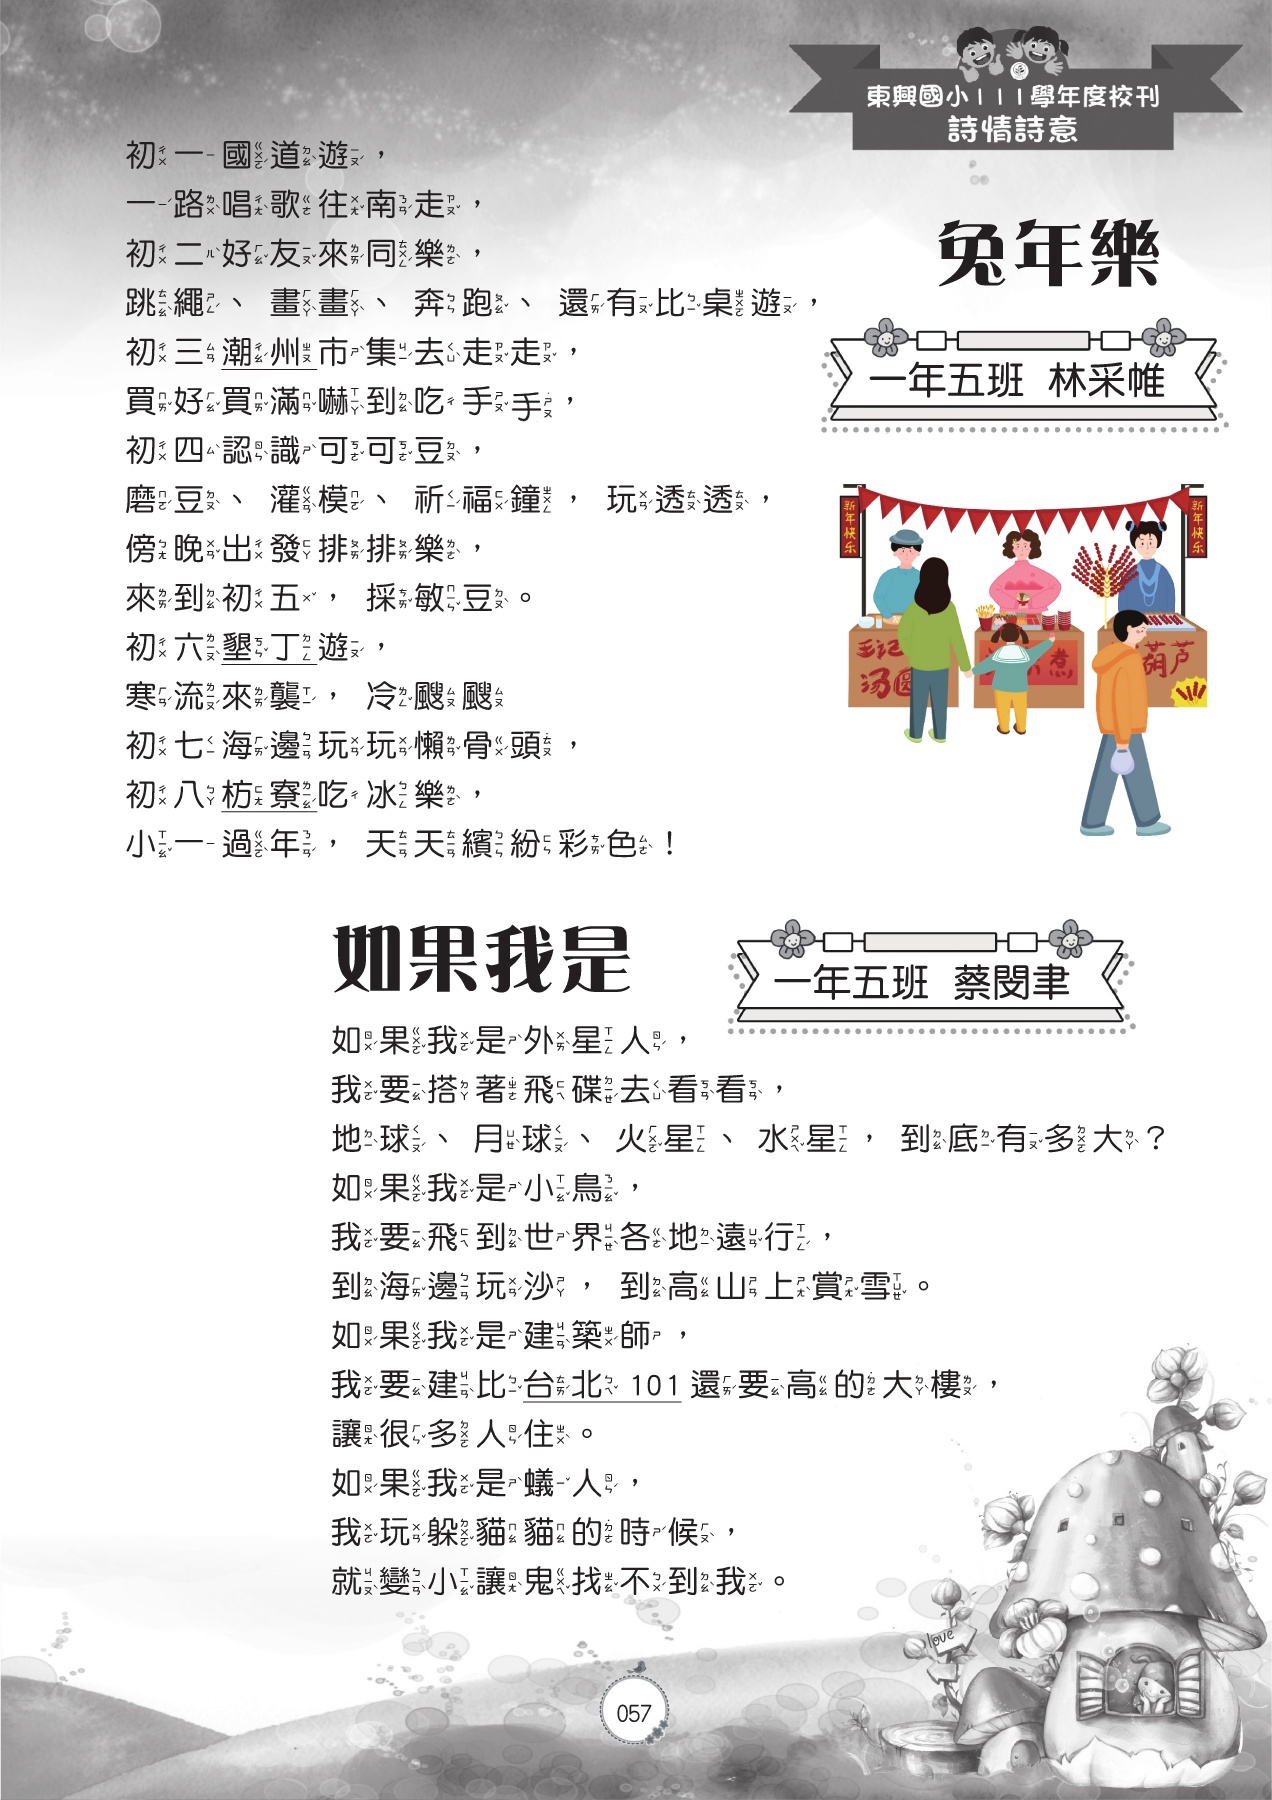 東興國小111學年度校刊
詩情詩意
兔年樂
一年五班 林采帷
初一國道遊，
一路唱歌往南走，
初二好友來同樂，
跳繩、畫畫、奔跑、還有比桌遊，
初三潮州市集去走走，
買好買滿嚇到吃手手，
初四認識可可豆，
磨豆、灌模、祈福鐘，玩透透，
傍晚出發排排樂，
來到初五，採敏豆。
初六墾丁遊，
寒流來襲，冷颼颼
初七海邊玩玩懶骨頭，
初八枋寮吃冰樂，
小一過年，天天繽紛彩色！
新年快乐
新年快乐
汤圆
煮
葫芦
如果我是
一年五班 蔡閔聿
如果我是外星人，
我要搭著飛碟去看看，
地球、月球、火星、水星，到底有多大？
如果我是小鳥，
我要飛到世界各地遠行，
到海邊玩沙，到高山上賞雪。
如果我是建築師，
我要建比台北101還要高的大樓，
讓很多人住。
如果我是蟻人，
我玩躲貓貓的時候，
就變小讓鬼找不到我。
love
057